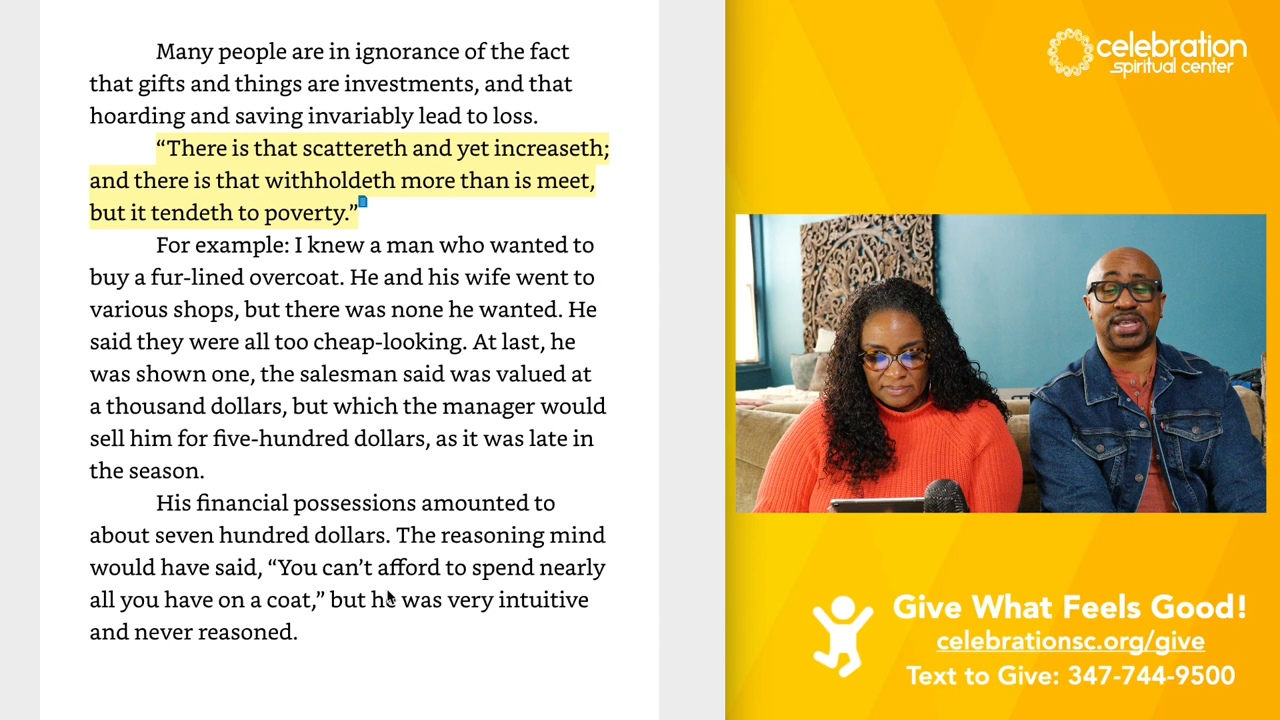 Many people are in ignorance of the fact
that gifts and things are investments, and that
hoarding and saving invariably lead to loss.
“There is that scattereth and yet increaseth;
and there is that withholdeth more than is meet,
but it tendeth to poverty.”
For example: I knew a man who wanted to
buy a fur-lined overcoat. He and his wife went to
various shops, but there was none he wanted. He
said they were all too cheap-looking. At last, he
was shown one, the salesman said was valued at
a thousand dollars, but which the manager would
sell him for five-hundred dollars, as it was late in
the season.
His financial possessions amounted to
about seven hundred dollars. The reasoning mind
would have said, “You can’t afford to spend nearly
all you have on a coat,” but he was very intuitive
and never reasoned.
celebration
spiritual center
Give What Feels Good!
celebrationsc.org/give
Text to Give: 347-744-9500